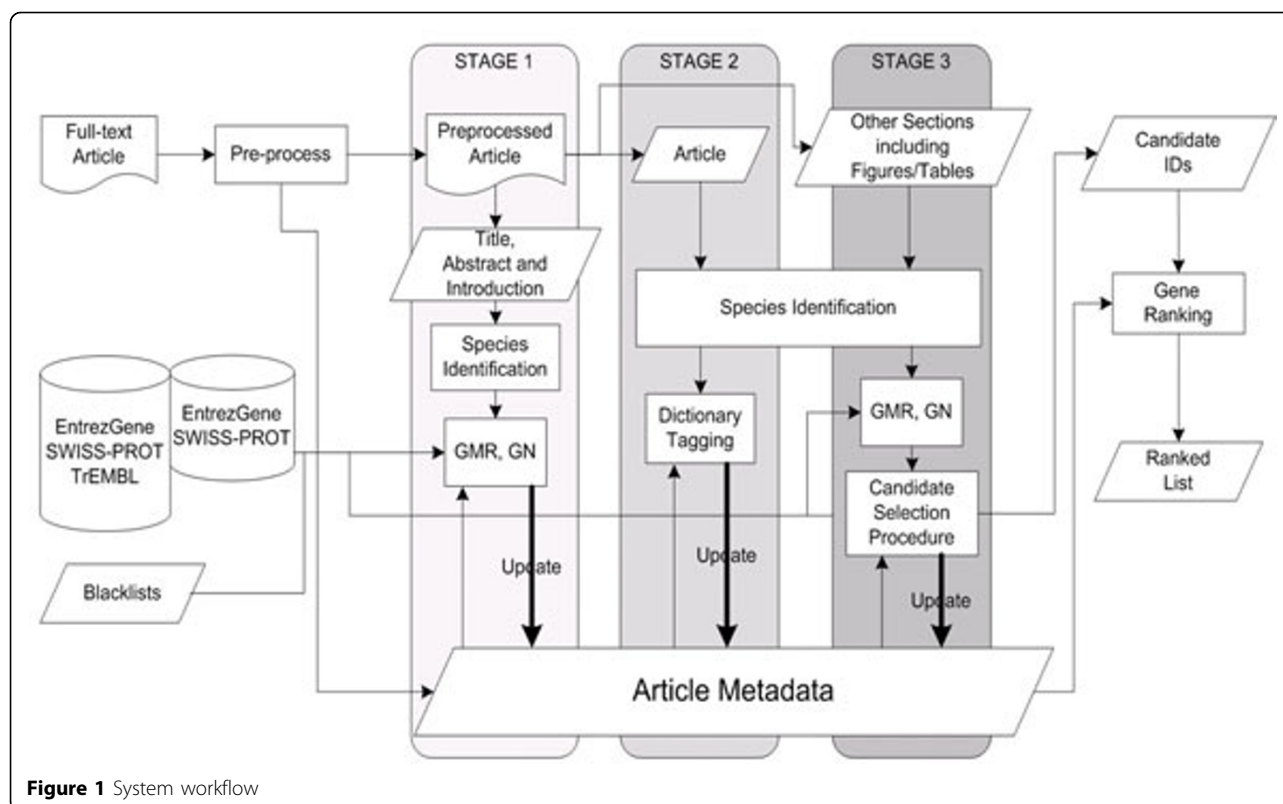 STAGE 1
STAGE 2
STAGE 3
Full-text
Article
Pre-process
Preprocessed
Article
Article
Other Sections
including
Figures/Tables
Candidate
IDs
Title,
Abstract and
Introduction
Species Identification
Gene
Ranking
Species
Identification
EntrezGene
SWISS-PROT
TrEMBL
EntrezGene
SWISS-PROT
GMR, GN
Dictionary
Tagging
GMR, GN
Ranked
List
Candidate
Selection
Procedure
Update
Update
Update
Blacklists
Article Metadata
Figure 1 System workflow